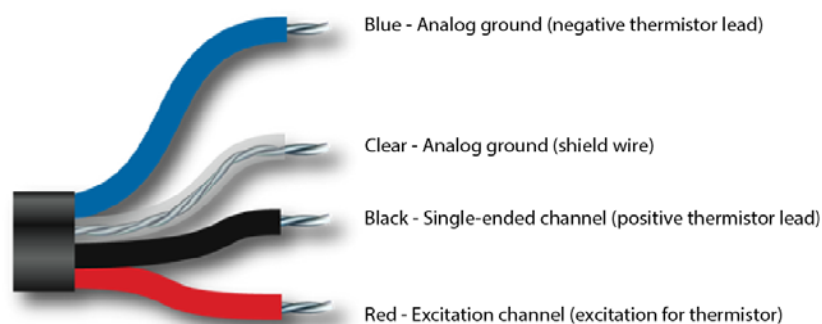 Blue - Analog ground (negative thermistor lead)
Clear - Analog ground (shield wire)
Black - Single-ended channel (positive thermistor lead)
Red - Excitation channel (excitation for thermistor)